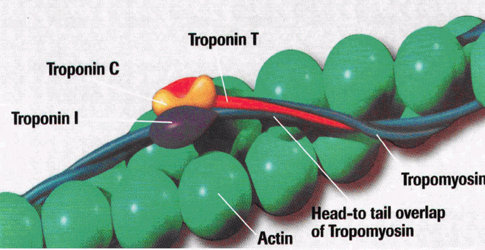 Troponin T
Troponin C
Troponin I
Tropomyosin
Head-to tail overlap
of Tropomyosin
Actin